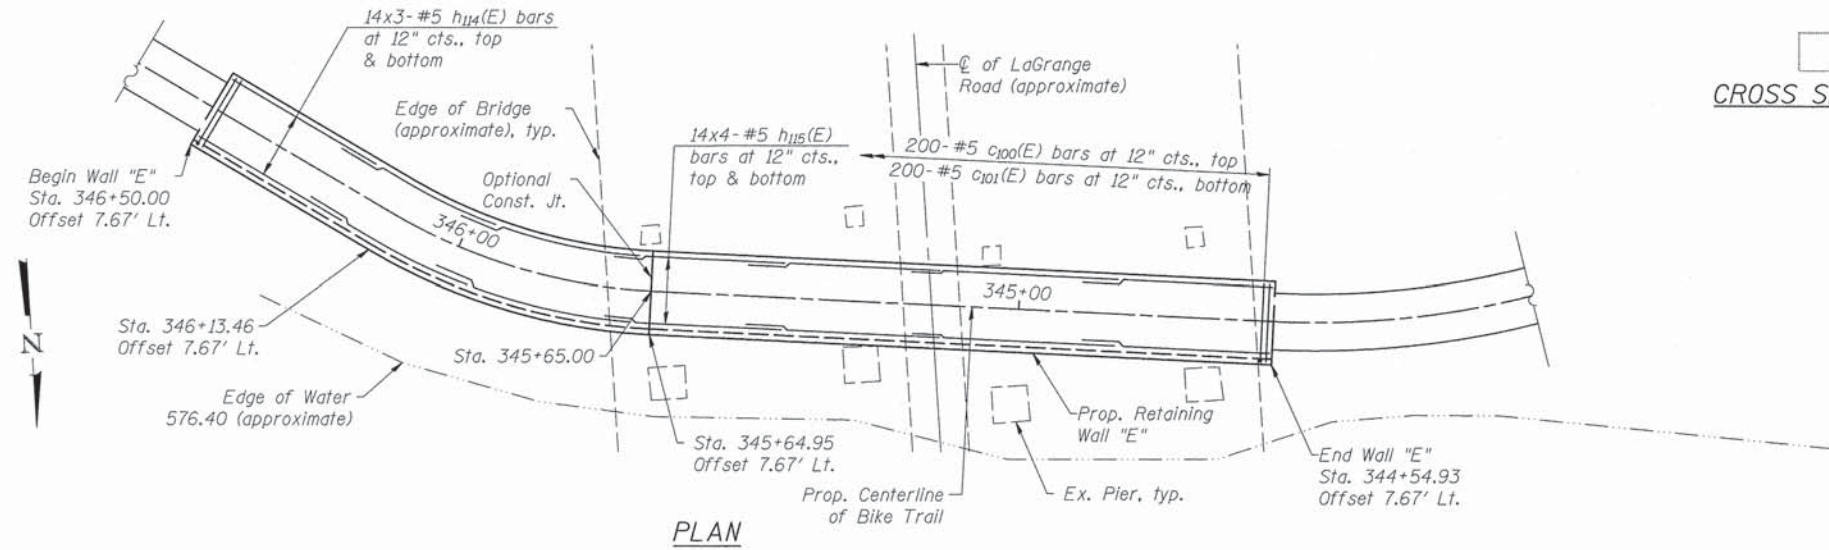 14x3-#5 h114(E) bars
at 12" cts., top
& bottom
Edge of Bridge
(approximate), typ.
℄ of LaGrange
Road (approximate)
CROSS S
14x4-#5 h115(E)
bars at 12" cts.,
top & bottom
200-#5 c100(E) bars at 12" cts., top
200-#5 c101(E) bars at 12" cts., bottom
Begin Wall "E"
Sta. 346+50.00
Offset 7.67' Lt.
Optional
Const. Jt.
346+00
345+00
N
Sta. 346+13.46
Offset 7.67' Lt.
Sta. 345+65.00
Edge of Water
576.40 (approximate)
Sta. 345+64.95
Offset 7.67' Lt.
Prop. Retaining
Wall "E"
Prop. Centerline
of Bike Trail
Ex. Pier, typ.
End Wall "E"
Sta. 344+54.93
Offset 7.67' Lt.
PLAN